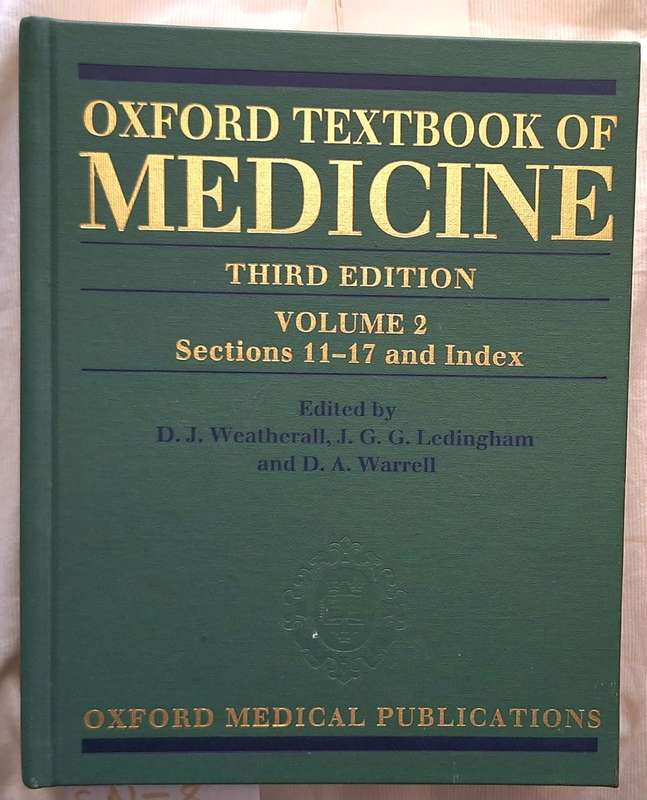 OXFORD TEXTBOOK OF
MEDICINE
THIRD EDITION
VOLUME 2
Sections 11–17 and Index
Edited by
D. J. Weatherall, J. G. G. Ledingham
and D. A. Warrell
OXFORD MEDICAL PUBLICATIONS